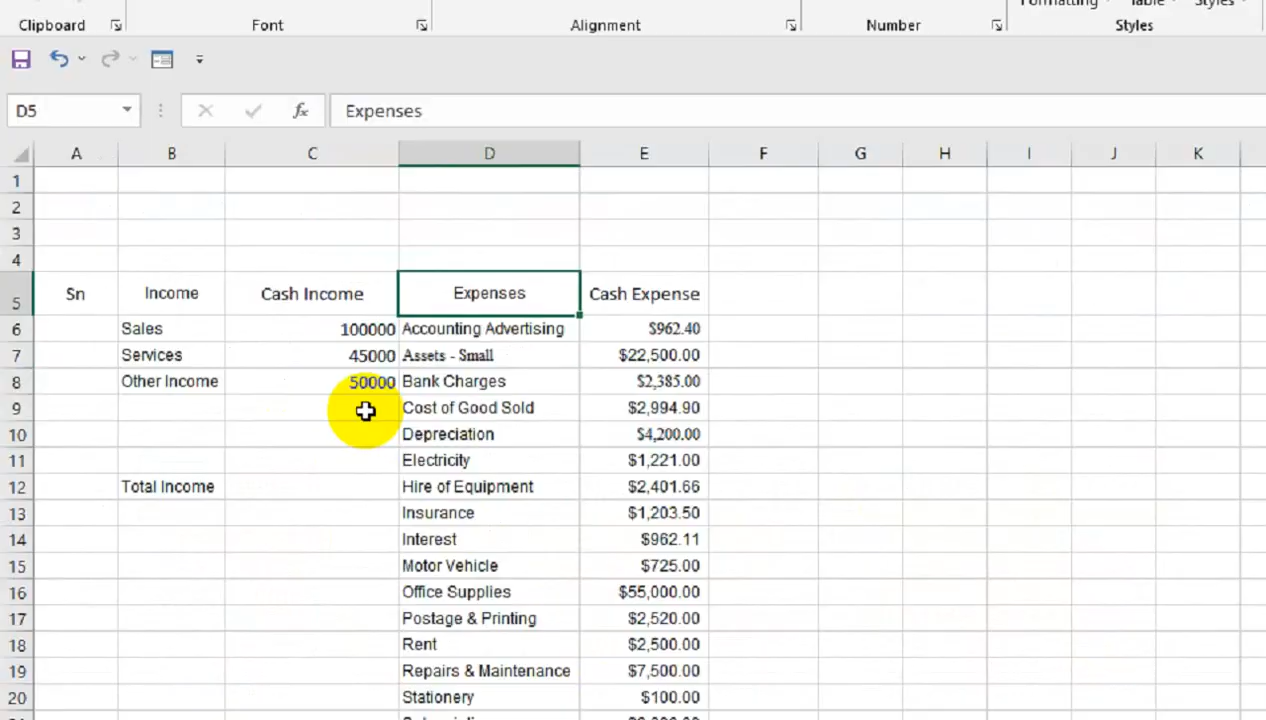 Formatting Table Styles
Clipboard Font Alignment Number Styles
D5 fx Expenses
A B C D E F G H I J K
1
2
3
4
5 Sn Income Cash Income Expenses Cash Expense
6 Sales 100000 Accounting Advertising $962.40
7 Services 45000 Assets - Small $22,500.00
8 Other Income 50000 Bank Charges $2,385.00
9 Cost of Good Sold $2,994.90
10 Depreciation $4,200.00
11 Electricity $1,221.00
12 Total Income Hire of Equipment $2,401.66
13 Insurance $1,203.50
14 Interest $962.11
15 Motor Vehicle $725.00
16 Office Supplies $55,000.00
17 Postage & Printing $2,520.00
18 Rent $2,500.00
19 Repairs & Maintenance $7,500.00
20 Stationery $100.00